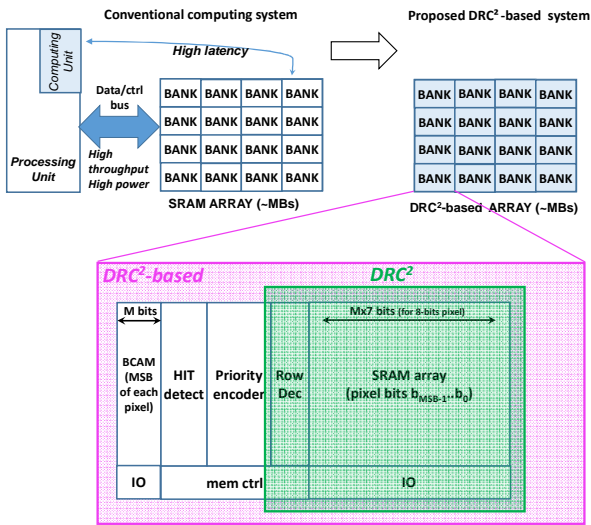 Conventional computing system
Proposed DRC²-based system
Computing
Unit
High latency
Data/ctrl
bus
Processing
Unit
High
throughput
High power
BANK BANK BANK BANK
BANK BANK BANK BANK
BANK BANK BANK BANK
BANK BANK BANK BANK
SRAM ARRAY (~MBs)
BANK BANK BANK BANK
BANK BANK BANK BANK
BANK BANK BANK BANK
BANK BANK BANK BANK
DRC²-based ARRAY (~MBs)
DRC²-based
DRC²
M bits
Mx7 bits (for 8-bits pixel)
BCAM
(MSB
of each
pixel)
HIT
detect
Priority
encoder
Row
Dec
SRAM array
(pixel bits b_MSB-1..b_0)
IO
mem ctrl
IO